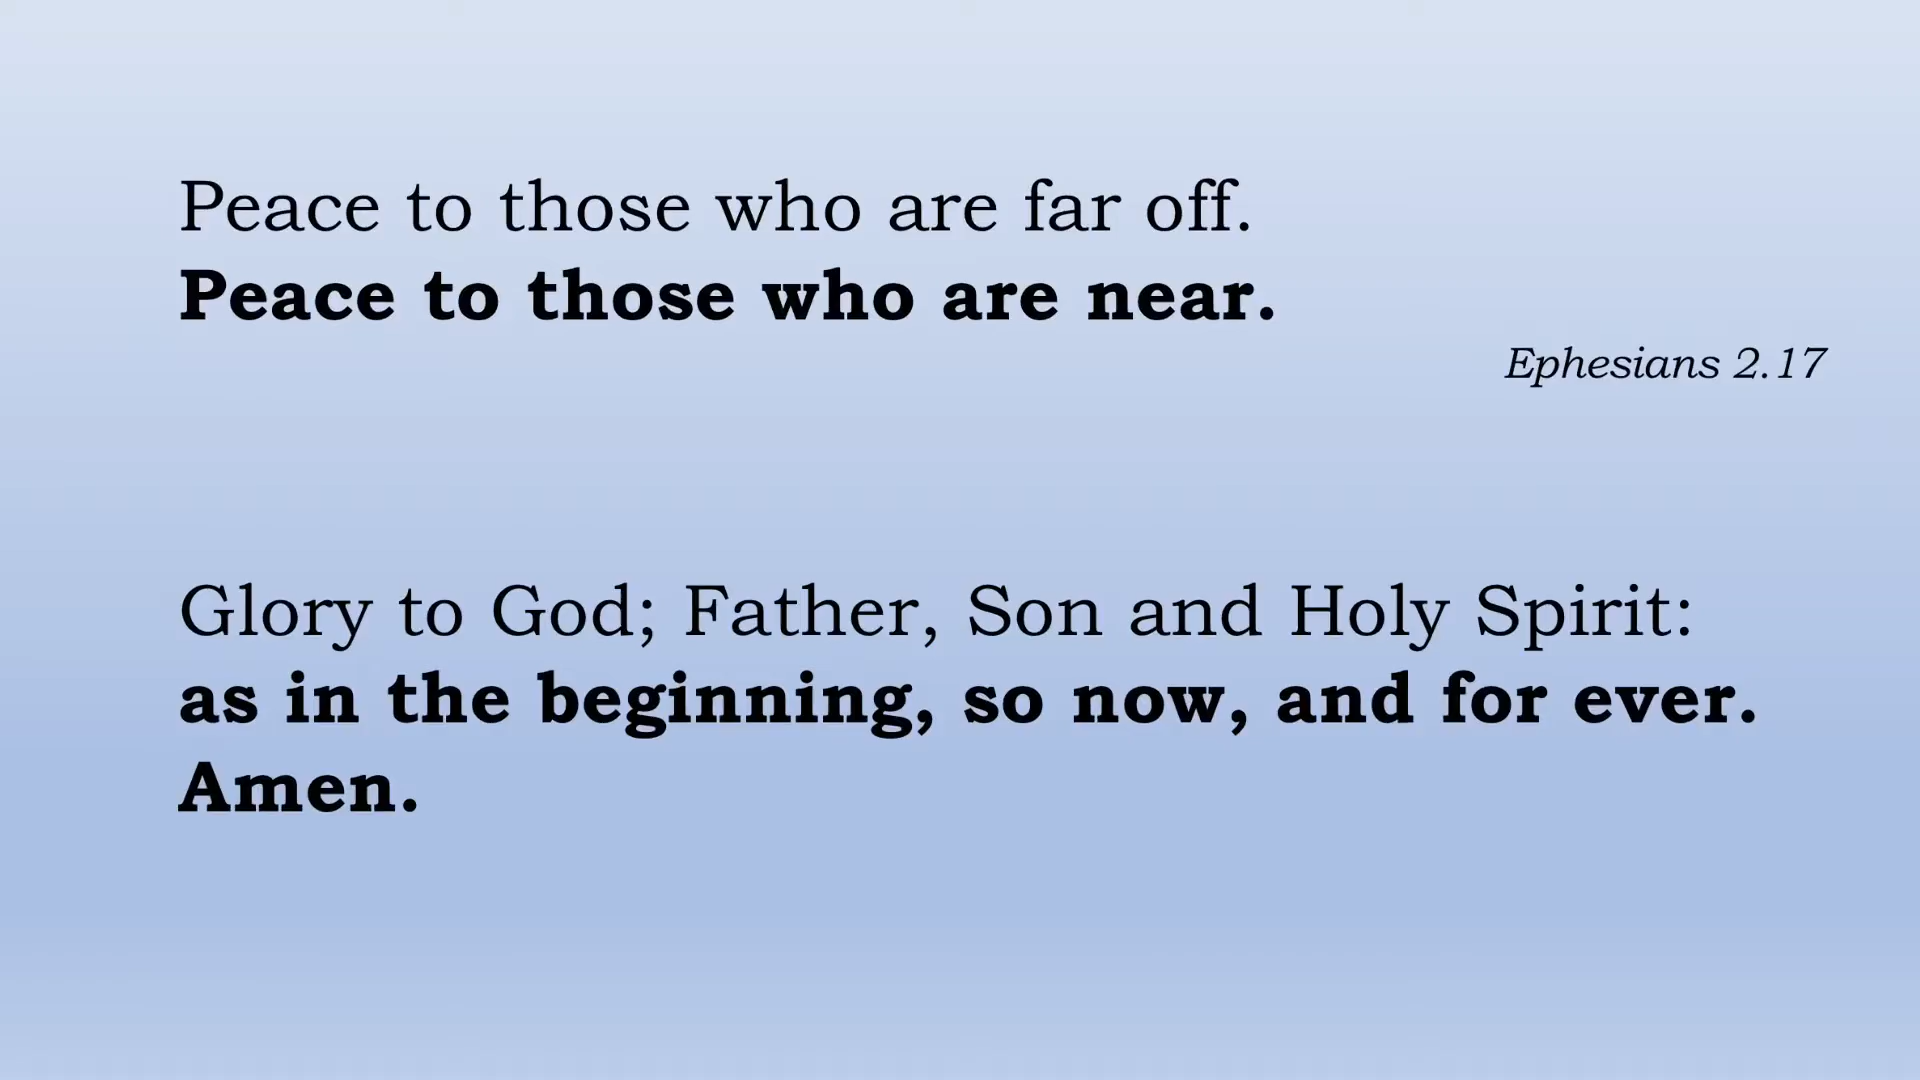 Peace to those who are far off.
Peace to those who are near.
Ephesians 2.17
Glory to God; Father, Son and Holy Spirit:
as in the beginning, so now, and for ever.
Amen.